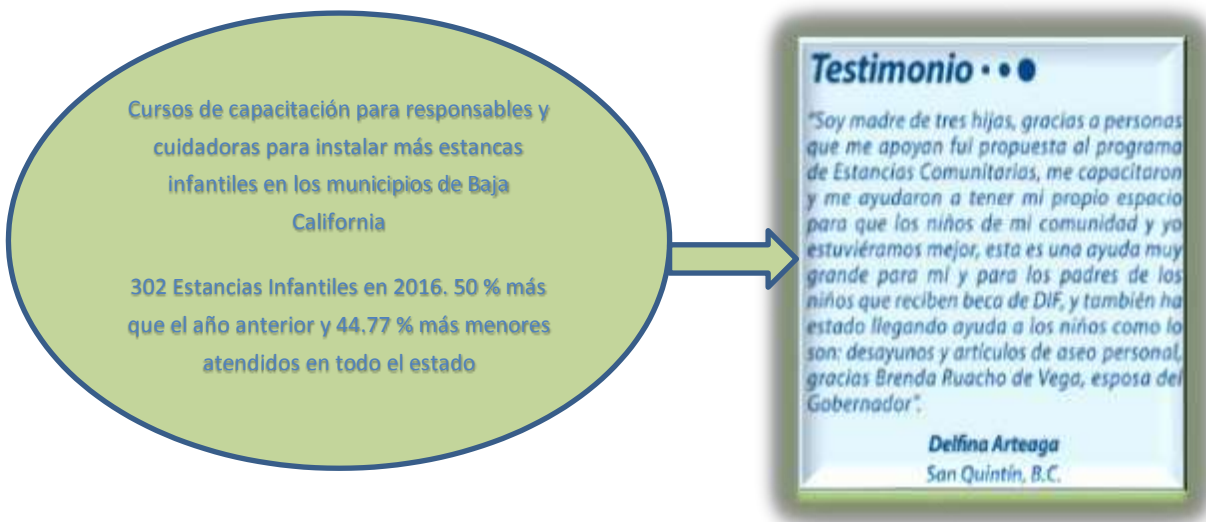 Cursos de capacitación para responsables y
cuidadoras para instalar más estancas
infantiles en los municipios de Baja
California
302 Estancias Infantiles en 2016. 50 % más
que el año anterior y 44.77 % más menores
atendidos en todo el estado
Testimonio
"Soy madre de tres hijas, gracias a personas
que me apoyan fui propuesta al programa
de Estancias Comunitarias, me capacitaron
y me ayudaron a tener mi propio espacio
para que los niños de mi comunidad y yo
estuviéramos mejor, esta es una ayuda muy
grande para mí y para los padres de los
niños que reciben beca de DIF, y también ha
estado llegando ayuda a los niños como lo
son: desayunos y artículos de aseo personal,
gracias Brenda Ruacho de Vega, esposa del
Gobernador".
Delfina Arteaga
San Quintín, B.C.